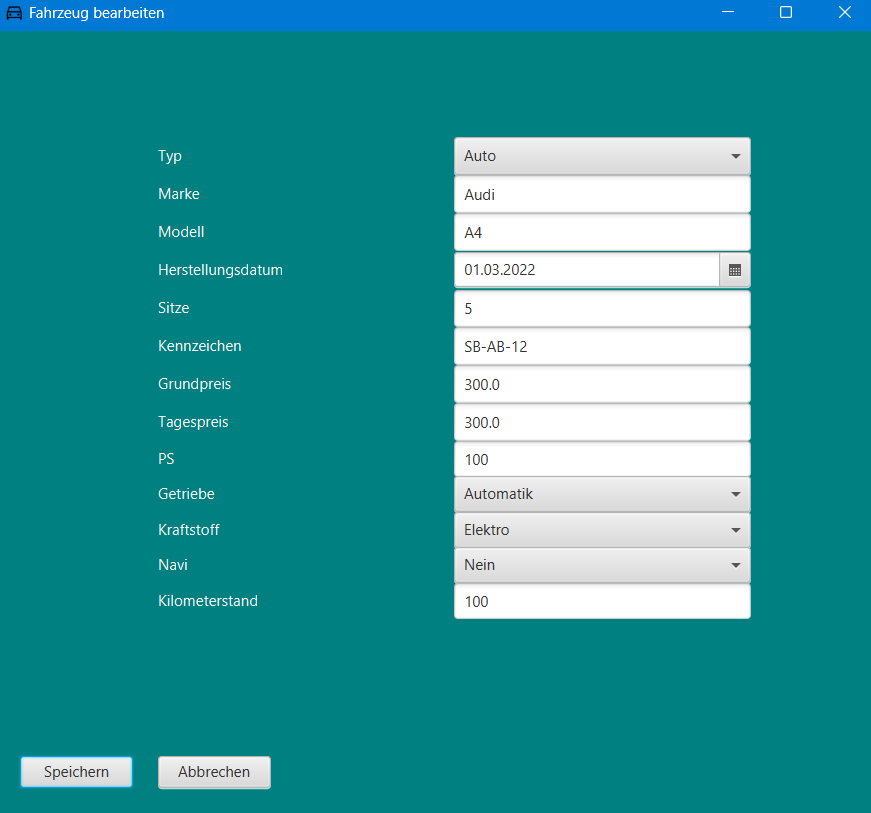 Fahrzeug bearbeiten
Typ Auto
Marke Audi
Modell A4
Herstellungsdatum 01.03.2022
Sitze 5
Kennzeichen SB-AB-12
Grundpreis 300.0
Tagespreis 300.0
PS 100
Getriebe Automatik
Kraftstoff Elektro
Navi Nein
Kilometerstand 100
Speichern Abbrechen